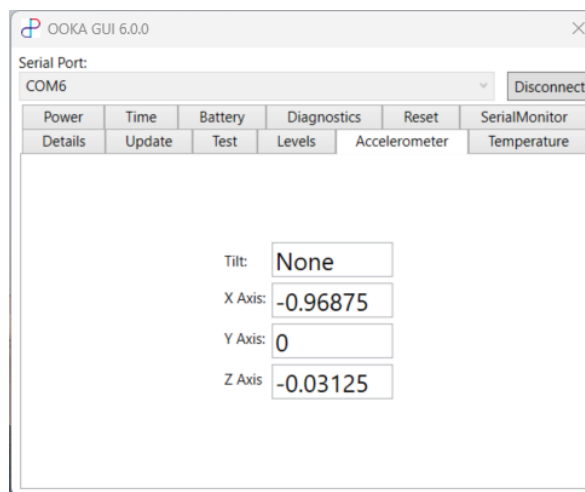 OOKA GUI 6.0.0
Serial Port:
COM6
Disconnect
Power Time Battery Diagnostics Reset SerialMonitor
Details Update Test Levels Accelerometer Temperature
Tilt: None
X Axis: -0.96875
Y Axis: 0
Z Axis -0.03125